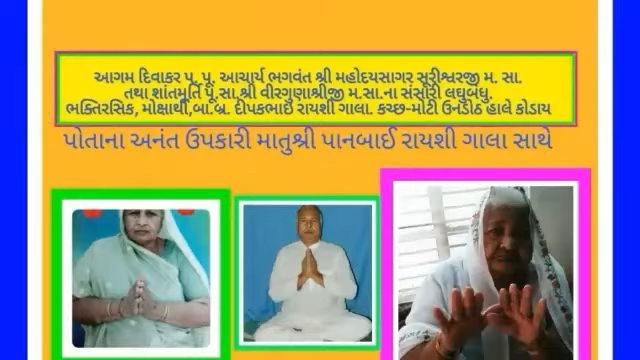 આગમ દિવાકર પ. પૂ. આચાર્ય ભગવંત શ્રી મહોદયસાગર સૂરીશ્વરજી મ. સા.
તથા શાંતમૂર્તિ પૂ.સા.શ્રી વીરગુણાશ્રીજી મ.સા.ના સંસારી લઘુબંધુ.
ભક્તિરસિક, મોક્ષાર્થી,બા.બ્ર. દીપકભાઇ રાયશી ગાલા. કચ્છ-મોટી ઉનડોઠ હાલે કોડાય
પોતાના અનંત ઉપકારી માતુશ્રી પાનબાઈ રાયશી ગાલા સાથે